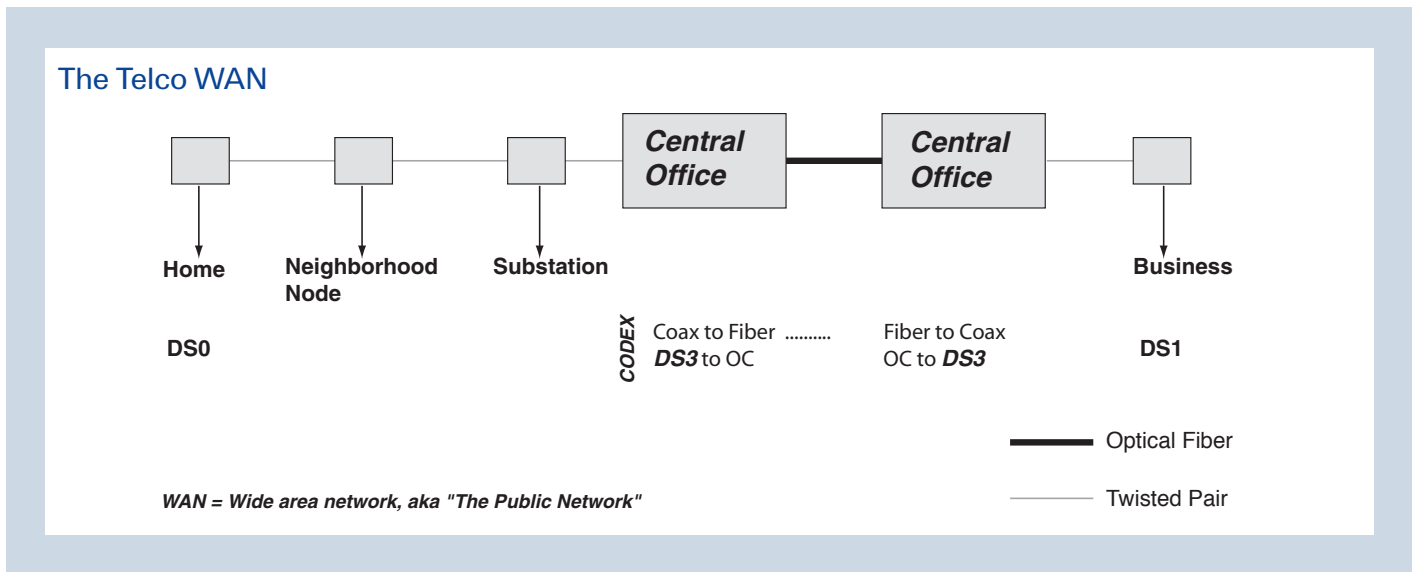 The Telco WAN
Central
Office
Central
Office
Home
Neighborhood
Node
Substation
Business
DS0
CODEX
Coax to Fiber ..........
DS3 to OC
Fiber to Coax
OC to DS3
DS1
Optical Fiber
Twisted Pair
WAN = Wide area network, aka "The Public Network"